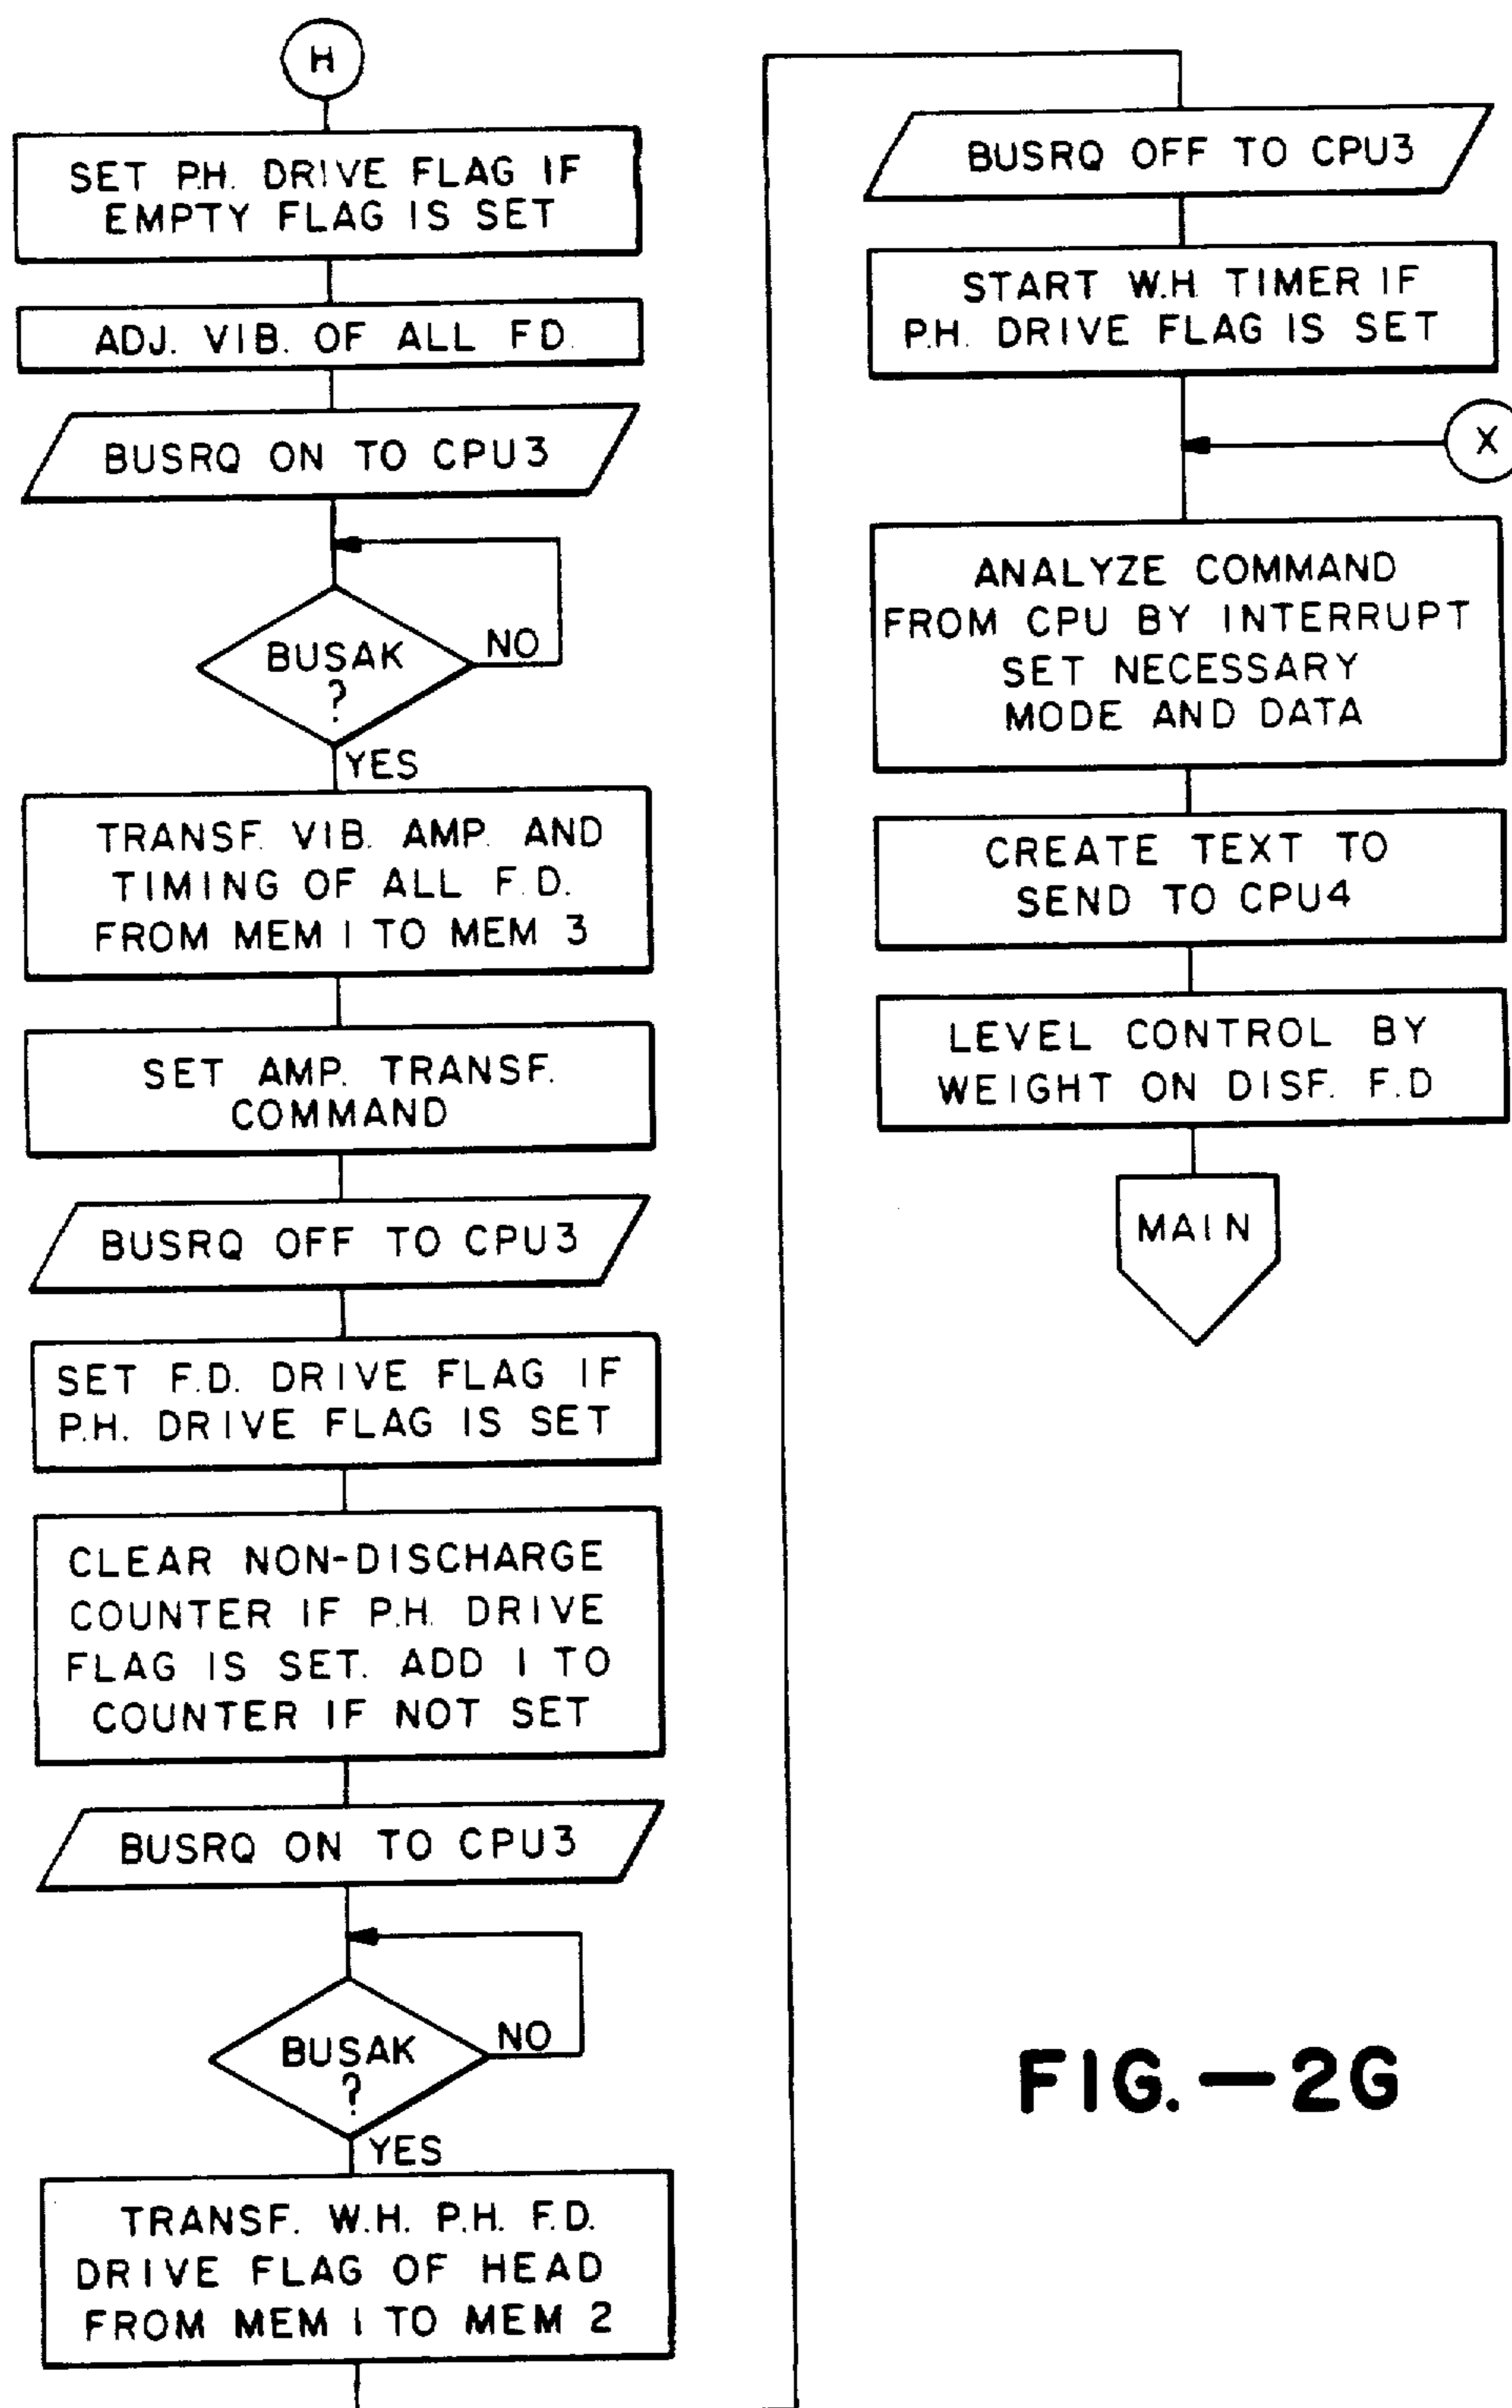 H
SET P.H. DRIVE FLAG IF
EMPTY FLAG IS SET
ADJ. VIB. OF ALL FD.
BUSRQ ON TO CPU3
BUSAK
?
NO
YES
TRANSF. VIB. AMP. AND
TIMING OF ALL F.D.
FROM MEM 1 TO MEM 3
SET AMP. TRANSF.
COMMAND
BUSRQ OFF TO CPU3
SET F.D. DRIVE FLAG IF
P.H. DRIVE FLAG IS SET
CLEAR NON-DISCHARGE
COUNTER IF P.H. DRIVE
FLAG IS SET. ADD 1 TO
COUNTER IF NOT SET
BUSRQ ON TO CPU3
BUSAK
?
NO
YES
TRANSF. W.H. P.H. F.D.
DRIVE FLAG OF HEAD
FROM MEM 1 TO MEM 2
BUSRQ OFF TO CPU3
START W.H. TIMER IF
P.H. DRIVE FLAG IS SET
X
ANALYZE COMMAND
FROM CPU BY INTERRUPT
SET NECESSARY
MODE AND DATA
CREATE TEXT TO
SEND TO CPU4
LEVEL CONTROL BY
WEIGHT ON DISF. F.D
MAIN
FIG.-2G